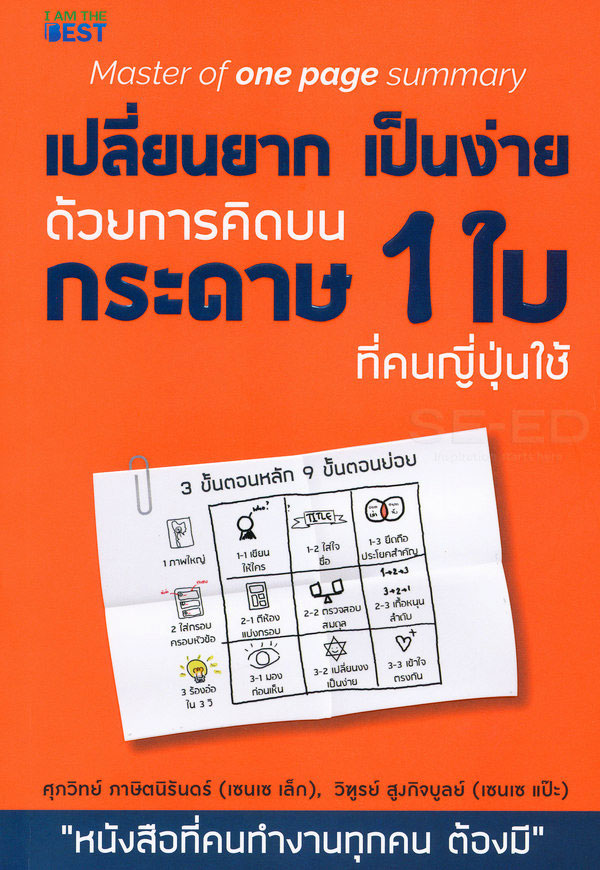 I AM THE
BEST
Master of one page summary
เปลี่ยนยาก เป็นง่าย
ด้วยการคิดบน
กระดาษ 1 ใบ
ที่คนญี่ปุ่นใช้
SE-ED
Inspiration starts here
3 ขั้นตอนหลัก 9 ขั้นตอนย่อย
1 ภาพใหญ่
WHO?
1-1 เขียน
ให้ใคร
TITLE
1-2 ใส่ใจ
ชื่อ
1-3 ยึดถือ
ประโยคสำคัญ
2 ใส่กรอบ
ครอบหัวข้อ
2-1 ตีห้อง
แบ่งกรอบ
2-2 ตรวจสอบ
สมดุล
1→2→3
3→2→1
2-3 เกื้อหนุน
ลำดับ
3 ร้องอ๋อ
ใน 3 วิ
3-1 มอง
ก่อนเห็น
3-2 เปลี่ยนงง
เป็นง่าย
3-3 เข้าใจ
ตรงกัน
ศุภวิทย์ ภาษิตนิรันดร์ (เซนเซ เล็ก), วิฑูรย์ สูงกิจบูลย์ (เซนเซ แป๊ะ)
"หนังสือที่คนทำงานทุกคน ต้องมี"